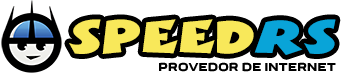 SPEEDRS
PROVEDOR DE INTERNET